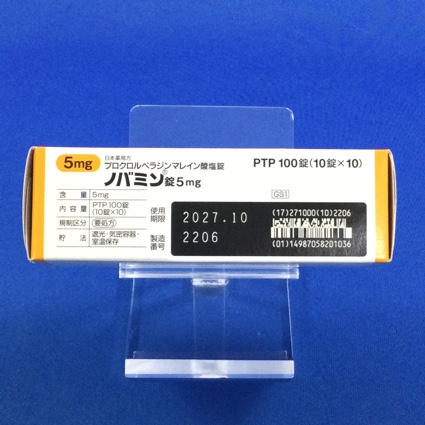 5mg
日本薬局方
プロクロルペラジンマレイン酸塩錠
ノバミン®錠5mg
PTP 100錠(10錠×10)
含量 5mg
内容量 PTP 100錠
(10錠×10)
規制区分 要処方
貯法 遮光・気密容器・
室温保存
使用
期限
2027.10
製造
番号
2206
GS1
(17)271000(10)2206
(01)14987058201036